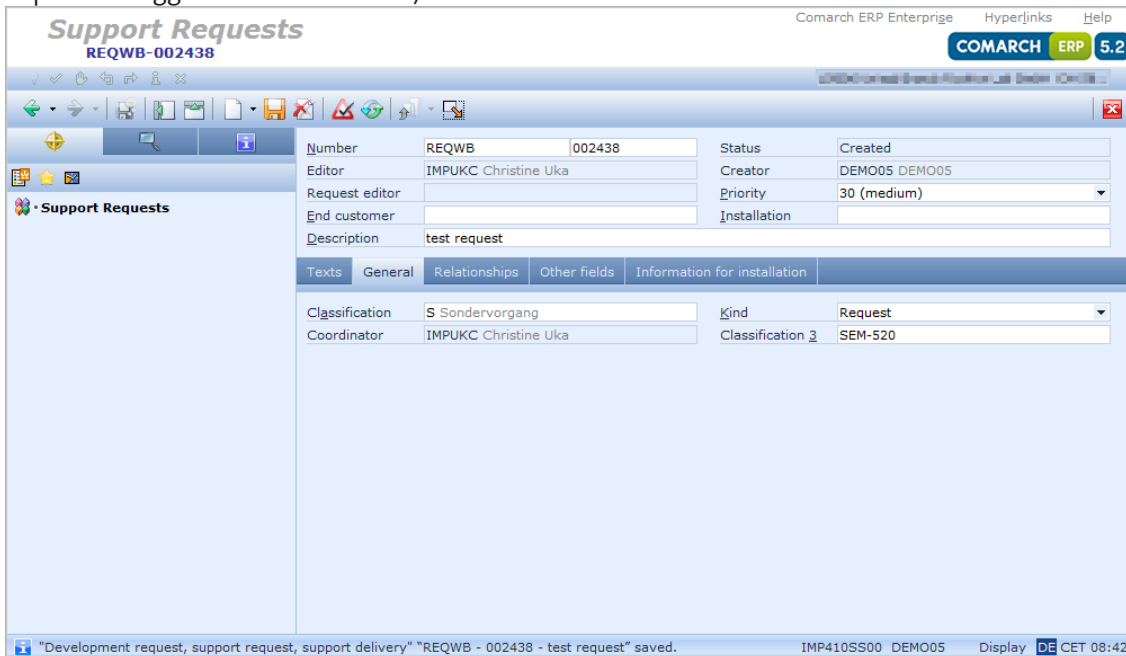 Support Requests
REQWB-002438
Comarch ERP Enterprise Hyperlinks Help
COMARCH ERP 5.2
Number REQWB 002438 Status Created
Editor IMPUKC Christine Uka Creator DEMO05 DEMO05
Request editor Priority 30 (medium)
End customer Installation
Description test request
Support Requests
Texts General Relationships Other fields Information for installation
Classification S Sondervorgang Kind Request
Coordinator IMPUKC Christine Uka Classification 3 SEM-520
"Development request, support request, support delivery" "REQWB - 002438 - test request" saved. IMP410SS00 DEMO05 Display DE CET 08:42